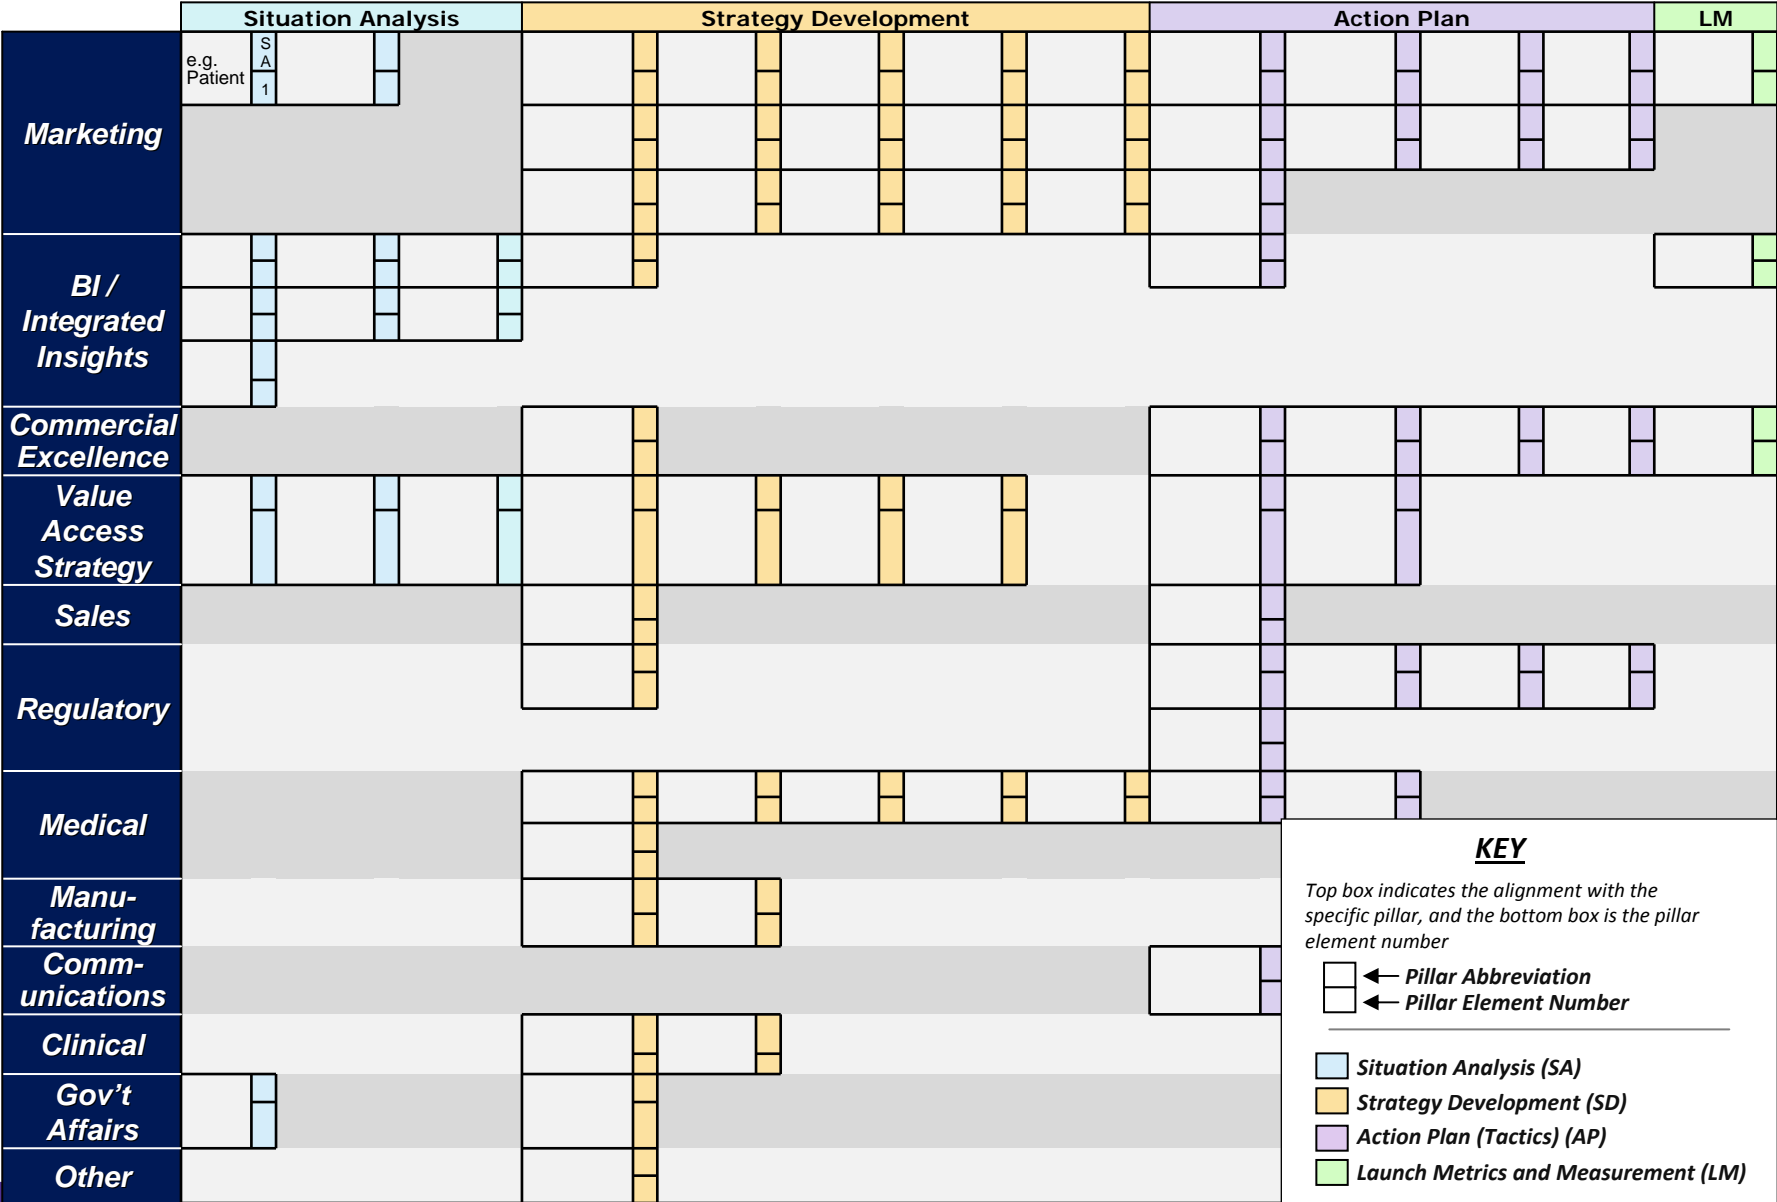 Situation Analysis
Strategy Development
Action Plan
LM
Marketing
e.g.
Patient
S
A
1
BI /
Integrated
Insights
Commercial
Excellence
Value
Access
Strategy
Sales
Regulatory
Medical
Manu-
facturing
Comm-
unications
Clinical
Gov’t
Affairs
Other
KEY
Top box indicates the alignment with the
specific pillar, and the bottom box is the pillar
element number
Pillar Abbreviation
Pillar Element Number
Situation Analysis (SA)
Strategy Development (SD)
Action Plan (Tactics) (AP)
Launch Metrics and Measurement (LM)